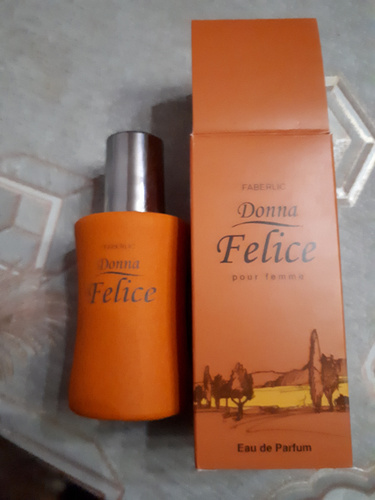 FABERLIC
Donna
Felice
FABERLIC
Donna
Felice
pour femme
Eau de Parfum